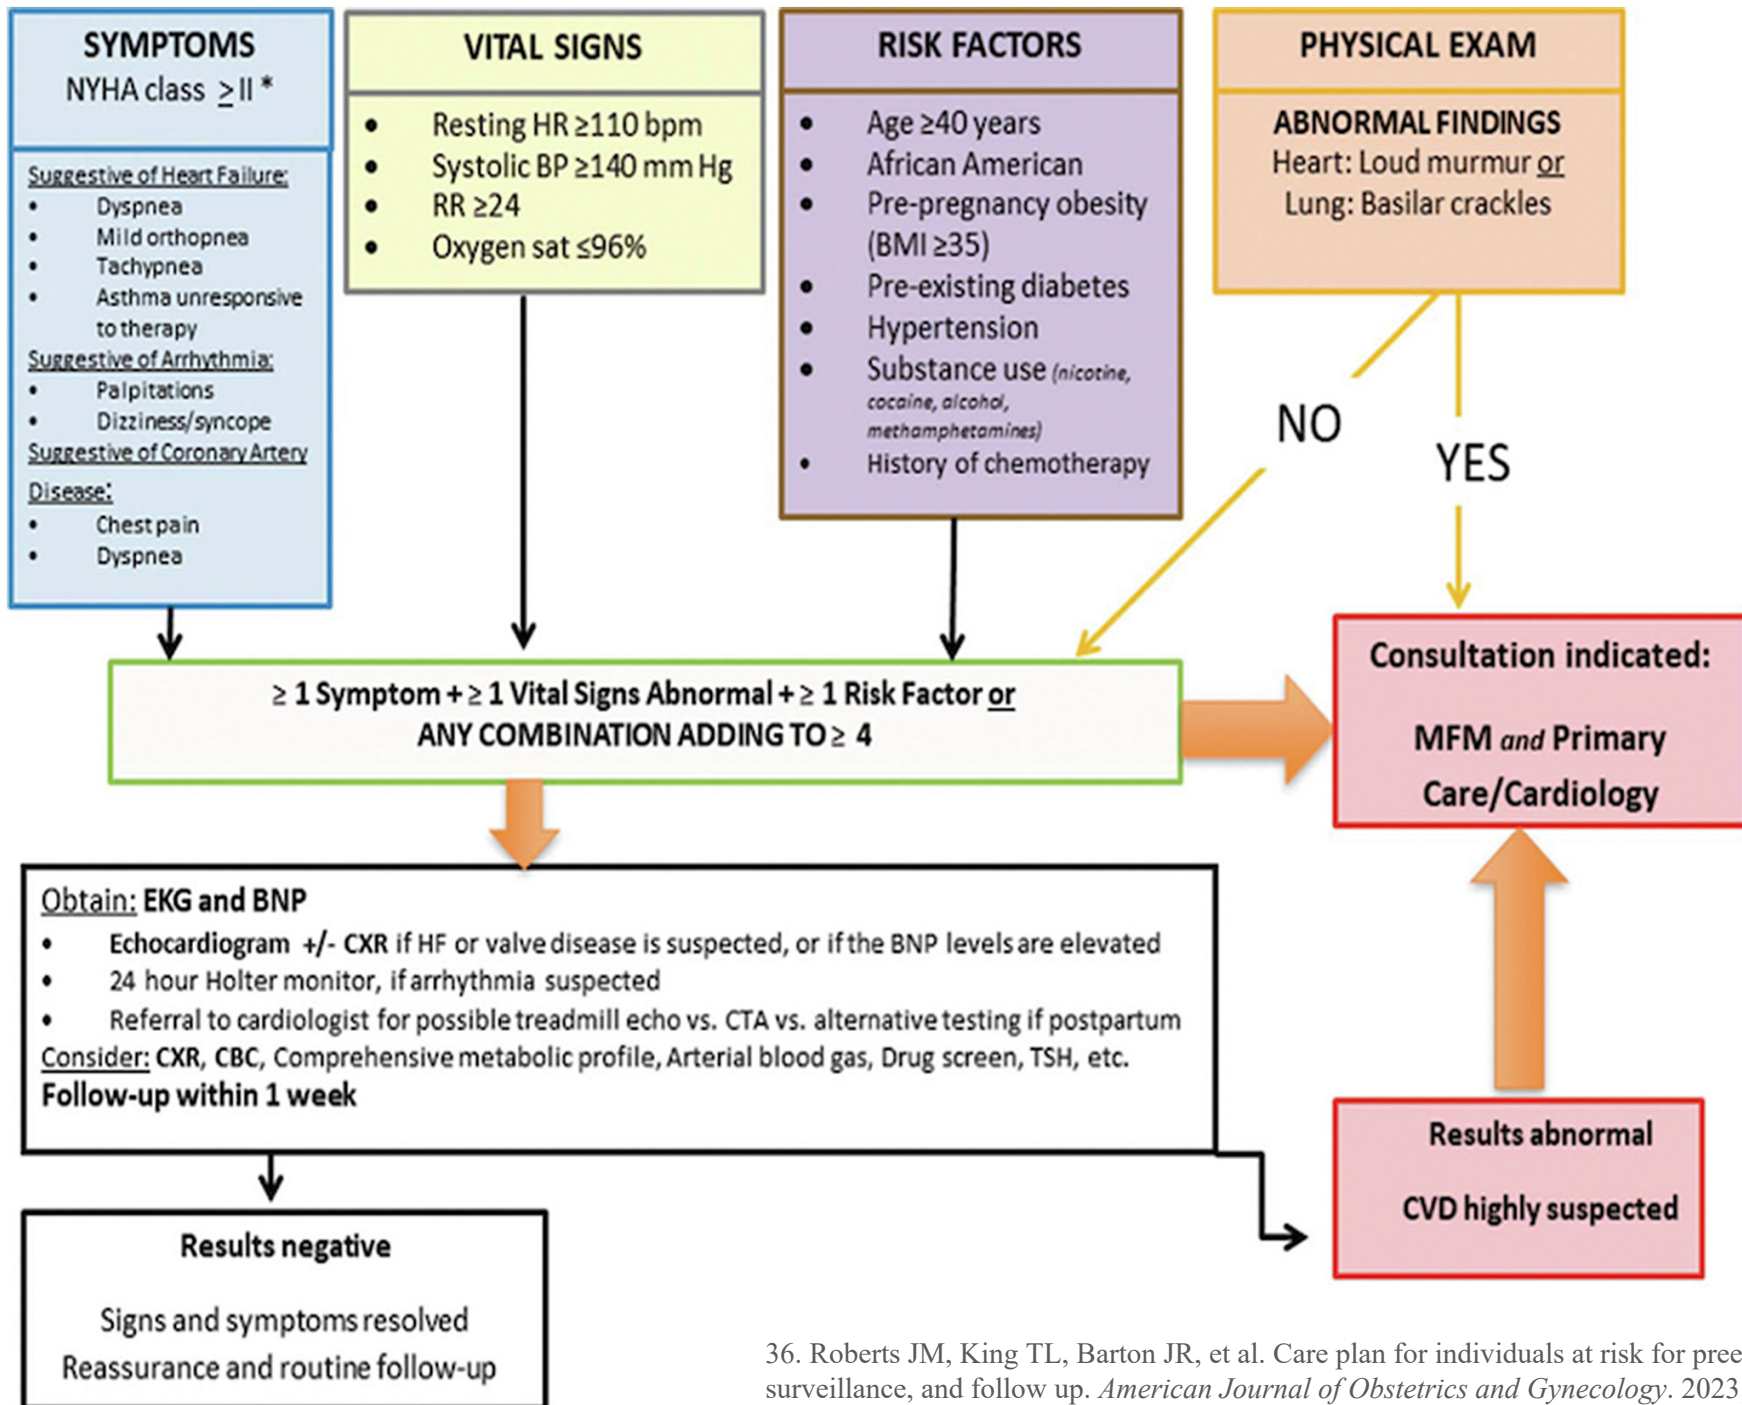 SYMPTOMS
NYHA class ≥ II *
Suggestive of Heart Failure:
• Dyspnea
• Mild orthopnea
• Tachypnea
• Asthma unresponsive
to therapy
Suggestive of Arrhythmia:
• Palpitations
• Dizziness/syncope
Suggestive of Coronary Artery
Disease:
• Chest pain
• Dyspnea
VITAL SIGNS
• Resting HR ≥110 bpm
• Systolic BP ≥140 mm Hg
• RR ≥24
• Oxygen sat ≤96%
RISK FACTORS
• Age ≥40 years
• African American
• Pre-pregnancy obesity
(BMI ≥35)
• Pre-existing diabetes
• Hypertension
• Substance use (nicotine,
cocaine, alcohol,
methamphetamines)
• History of chemotherapy
PHYSICAL EXAM
ABNORMAL FINDINGS
Heart: Loud murmur or
Lung: Basilar crackles
NO
YES
≥ 1 Symptom + ≥ 1 Vital Signs Abnormal + ≥ 1 Risk Factor or
ANY COMBINATION ADDING TO ≥ 4
Consultation indicated:
MFM and Primary
Care/Cardiology
Obtain: EKG and BNP
• Echocardiogram +/- CXR if HF or valve disease is suspected, or if the BNP levels are elevated
• 24 hour Holter monitor, if arrhythmia suspected
• Referral to cardiologist for possible treadmill echo vs. CTA vs. alternative testing if postpartum
Consider: CXR, CBC, Comprehensive metabolic profile, Arterial blood gas, Drug screen, TSH, etc.
Follow-up within 1 week
Results abnormal
CVD highly suspected
Results negative
Signs and symptoms resolved
Reassurance and routine follow-up
36. Roberts JM, King TL, Barton JR, et al. Care plan for individuals at risk for pree
surveillance, and follow up. American Journal of Obstetrics and Gynecology. 2023